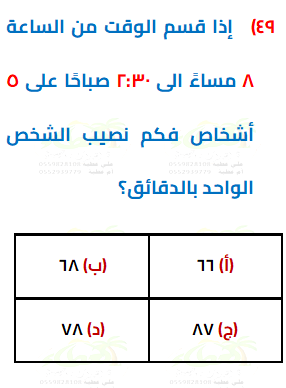 ٤٩) إذا قسم الوقت من الساعة
٨ مساءً الى ٢:٣٠ صباحًا على ٥
أشخاص فكم نصيب الشخص
الواحد بالدقائق؟
(أ) ٦٦
(ب) ٦٨
(ج) ٨٧
(د) ٧٨